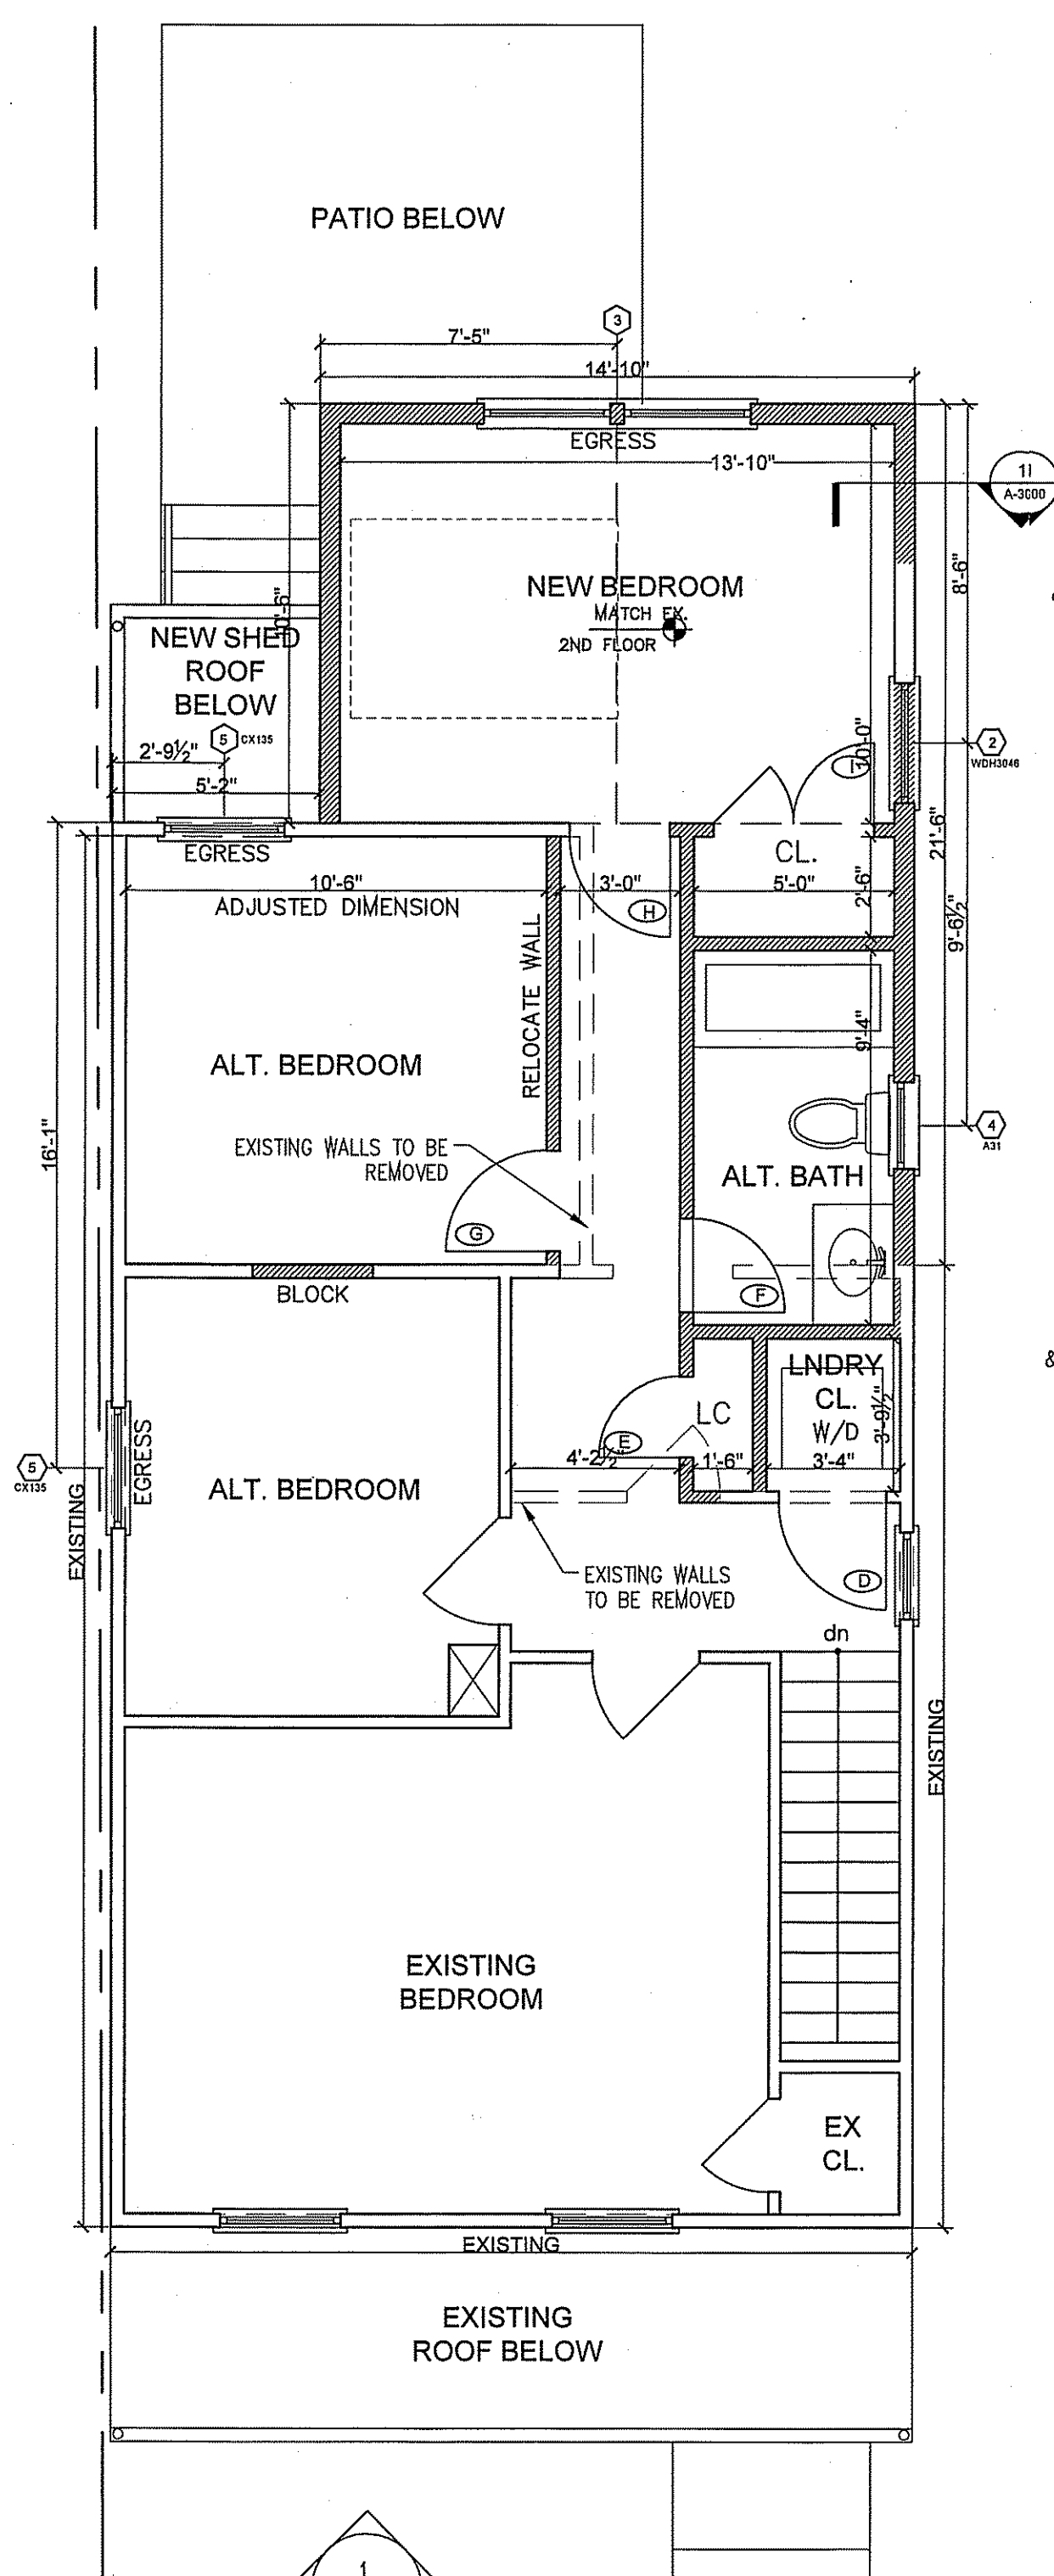 PATIO BELOW
3
7'-5"
14'-10"
EGRESS
13'-10"
11
A-3000
8'-6"
NEW BEDROOM
MATCH EX.
2ND FLOOR
10'-6"
NEW SHED
ROOF
BELOW
2'-9½"
5
CX135
5'-2"
2
WDH3046
I
10'-0"
EGRESS
CL.
21'-6"
10'-6"
3'-0"
5'-0"
2'-6"
ADJUSTED DIMENSION
H
9'-6½"
RELOCATE WALL
9'-4"
ALT. BEDROOM
16'-1"
4
A31
EXISTING WALLS TO BE
REMOVED
ALT. BATH
G
BLOCK
F
&
LNDRY
CL.
W/D
3'-9½"
LC
E
4'-2½"
1'-6"
3'-4"
5
CX135
EGRESS
ALT. BEDROOM
EXISTING
EXISTING WALLS
TO BE REMOVED
D
dn
EXISTING
EXISTING
BEDROOM
EX
CL.
EXISTING
EXISTING
ROOF BELOW
1